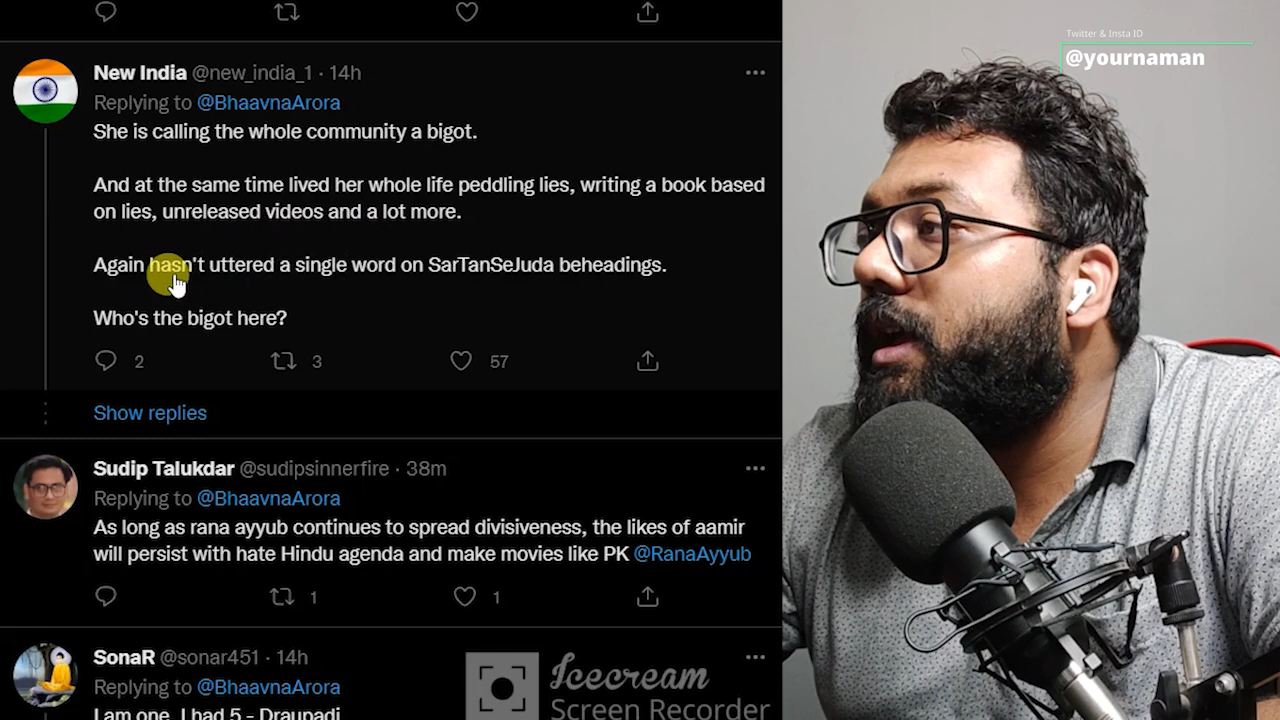 Twitter & Insta ID
@yournaman
New India @new_india_1 · 14h
Replying to @BhaavnaArora
She is calling the whole community a bigot.
And at the same time lived her whole life peddling lies, writing a book based
on lies, unreleased videos and a lot more.
Again hasn't uttered a single word on SarTanSeJuda beheadings.
Who's the bigot here?
2 3 57
Show replies
Sudip Talukdar @sudipsinnerfire · 38m
Replying to @BhaavnaArora
As long as rana ayyub continues to spread divisiveness, the likes of aamir
will persist with hate Hindu agenda and make movies like PK @RanaAyyub
1 1
SonaR @sonar451 · 14h
Replying to @BhaavnaArora
I am one. I had 5 - Draupadi
Icecream
Screen Recorder